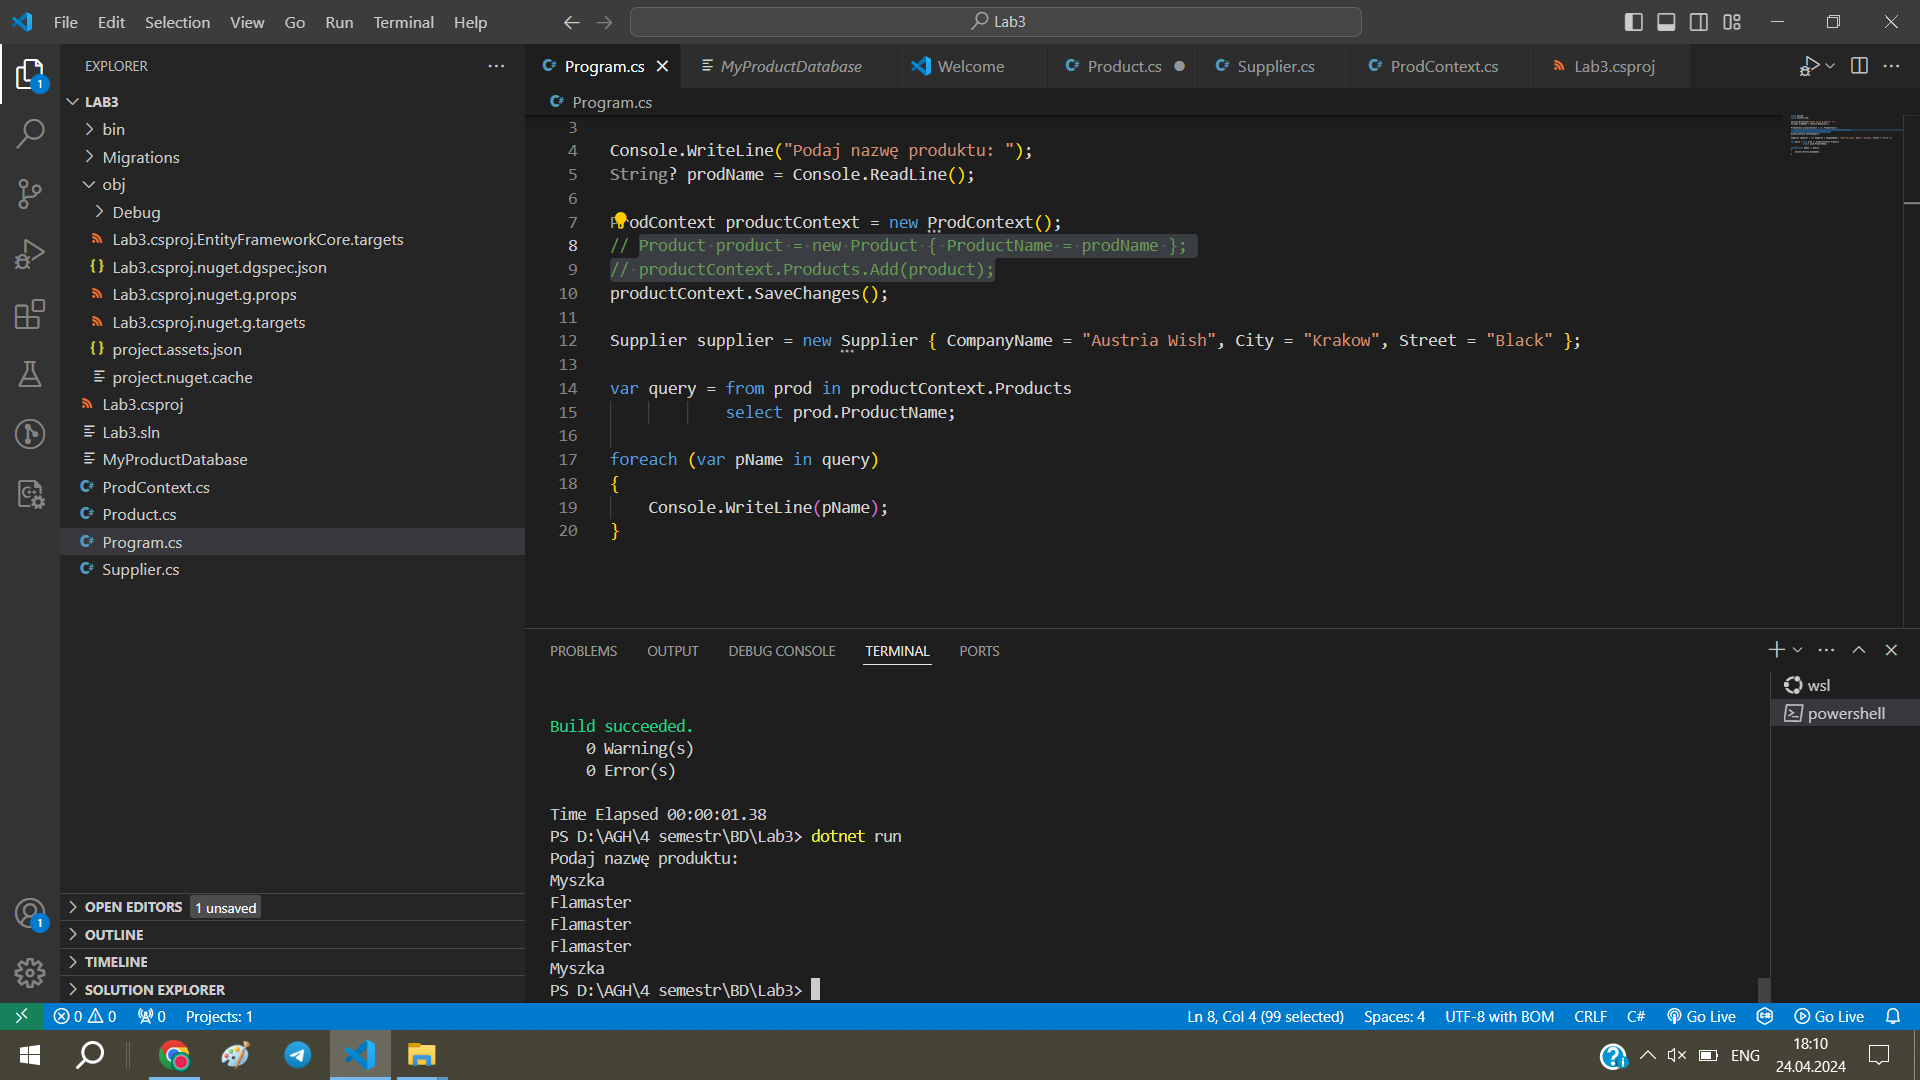 File Edit Selection View Go Run Terminal Help
Lab3
EXPLORER
LAB3
bin
Migrations
obj
Debug
Lab3.csproj.EntityFrameworkCore.targets
Lab3.csproj.nuget.dgspec.json
Lab3.csproj.nuget.g.props
Lab3.csproj.nuget.g.targets
project.assets.json
project.nuget.cache
Lab3.csproj
Lab3.sln
MyProductDatabase
ProdContext.cs
Product.cs
Program.cs
Supplier.cs
OPEN EDITORS 1 unsaved
OUTLINE
TIMELINE
SOLUTION EXPLORER
Program.cs MyProductDatabase Welcome Product.cs Supplier.cs ProdContext.cs Lab3.csproj
Program.cs
3
4 Console.WriteLine("Podaj nazwę produktu: ");
5 String? prodName = Console.ReadLine();
6
7 ProdContext productContext = new ProdContext();
8 // Product product = new Product { ProductName = prodName };
9 // productContext.Products.Add(product);
10 productContext.SaveChanges();
11
12 Supplier supplier = new Supplier { CompanyName = "Austria Wish", City = "Krakow", Street = "Black" };
13
14 var query = from prod in productContext.Products
15 select prod.ProductName;
16
17 foreach (var pName in query)
18 {
19 Console.WriteLine(pName);
20 }
PROBLEMS OUTPUT DEBUG CONSOLE TERMINAL PORTS
wsl
powershell
Build succeeded.
0 Warning(s)
0 Error(s)
Time Elapsed 00:00:01.38
PS D:\AGH\4 semestr\BD\Lab3> dotnet run
Podaj nazwę produktu:
Myszka
Flamaster
Flamaster
Flamaster
Myszka
PS D:\AGH\4 semestr\BD\Lab3>
0 0 0 Projects: 1 Ln 8, Col 4 (99 selected) Spaces: 4 UTF-8 with BOM CRLF C# Go Live Go Live
1
1
ENG
18:10
24.04.2024